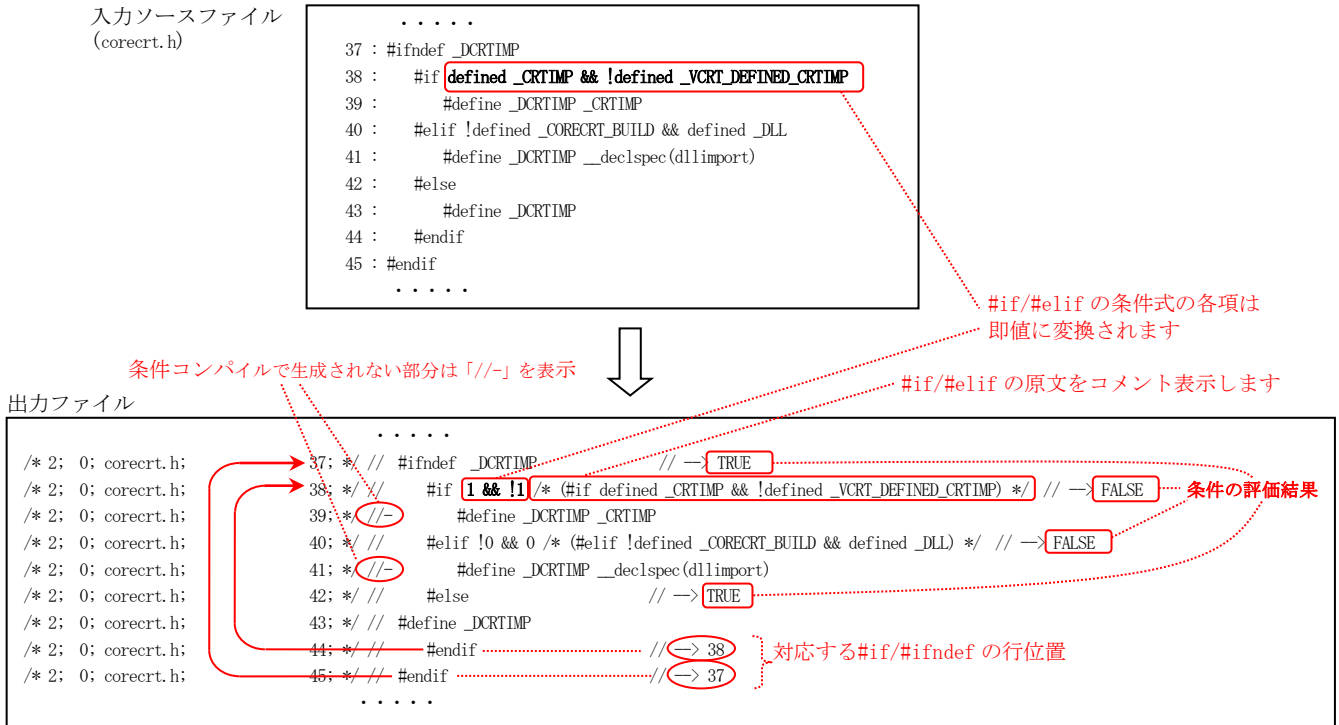 入力ソースファイル
(corecrt.h)
・・・・・
37 : #ifndef _DCRTIMP
38 : #if defined _CRTIMP && !defined _VCRT_DEFINED_CRTIMP
39 : #define _DCRTIMP _CRTIMP
40 : #elif !defined _CORECRT_BUILD && defined _DLL
41 : #define _DCRTIMP __declspec(dllimport)
42 : #else
43 : #define _DCRTIMP
44 : #endif
45 : #endif
・・・・・
#if/#elif の条件式の各項は
即値に変換されます
条件コンパイルで生成されない部分は「//-」を表示
#if/#elif の原文をコメント表示します
出力ファイル
・・・・・
/* 2; 0; corecrt.h; 37; */ // #ifndef _DCRTIMP // --> TRUE
/* 2; 0; corecrt.h; 38; */ // #if 1 && !1 /* (#if defined _CRTIMP && !defined _VCRT_DEFINED_CRTIMP) */ // --> FALSE 条件の評価結果
/* 2; 0; corecrt.h; 39; */ //- #define _DCRTIMP _CRTIMP
/* 2; 0; corecrt.h; 40; */ // #elif !0 && 0 /* (#elif !defined _CORECRT_BUILD && defined _DLL) */ // --> FALSE
/* 2; 0; corecrt.h; 41; */ //- #define _DCRTIMP __declspec(dllimport)
/* 2; 0; corecrt.h; 42; */ // #else // --> TRUE
/* 2; 0; corecrt.h; 43; */ // #define _DCRTIMP
/* 2; 0; corecrt.h; 44; */ // #endif // --> 38 対応する#if/#ifndef の行位置
/* 2; 0; corecrt.h; 45; */ // #endif // --> 37
・・・・・